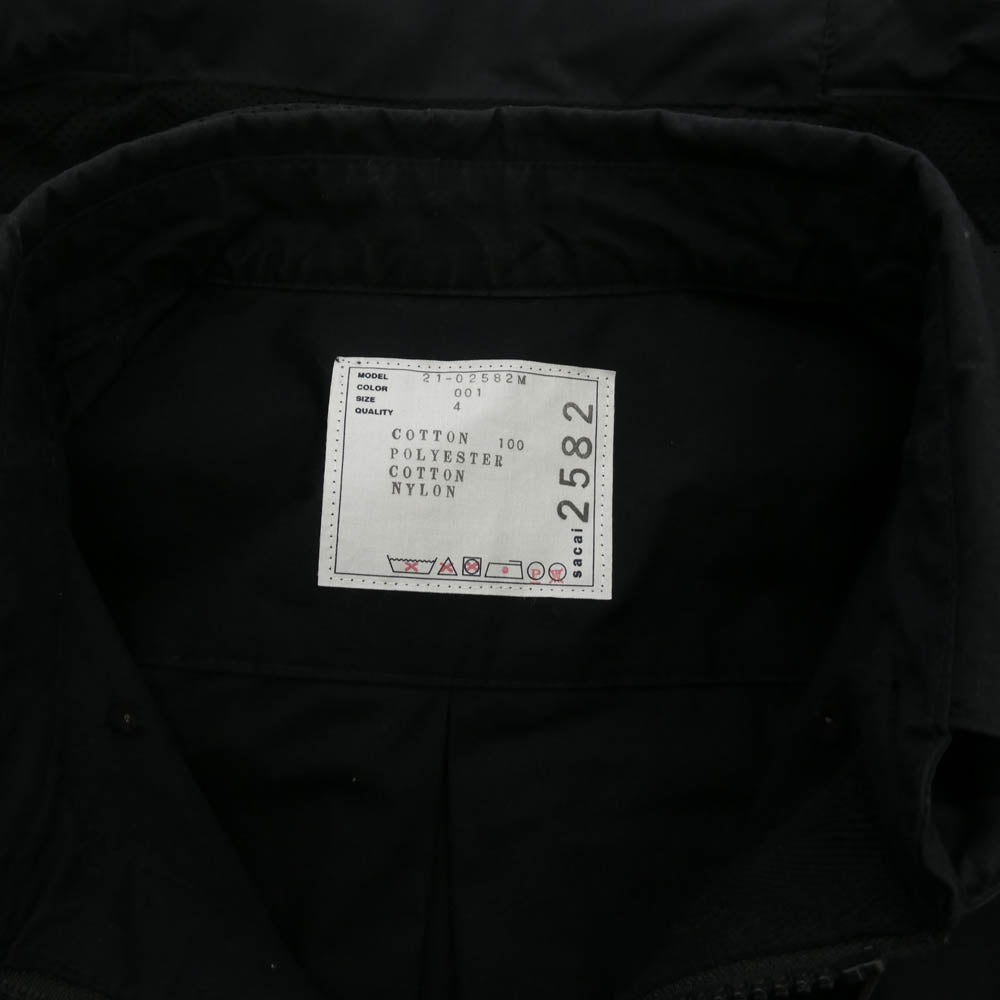 MODEL 21-02582M
COLOR 001
SIZE 4
QUALITY
COTTON 100
POLYESTER
COTTON
NYLON
P
W
sacai 2582